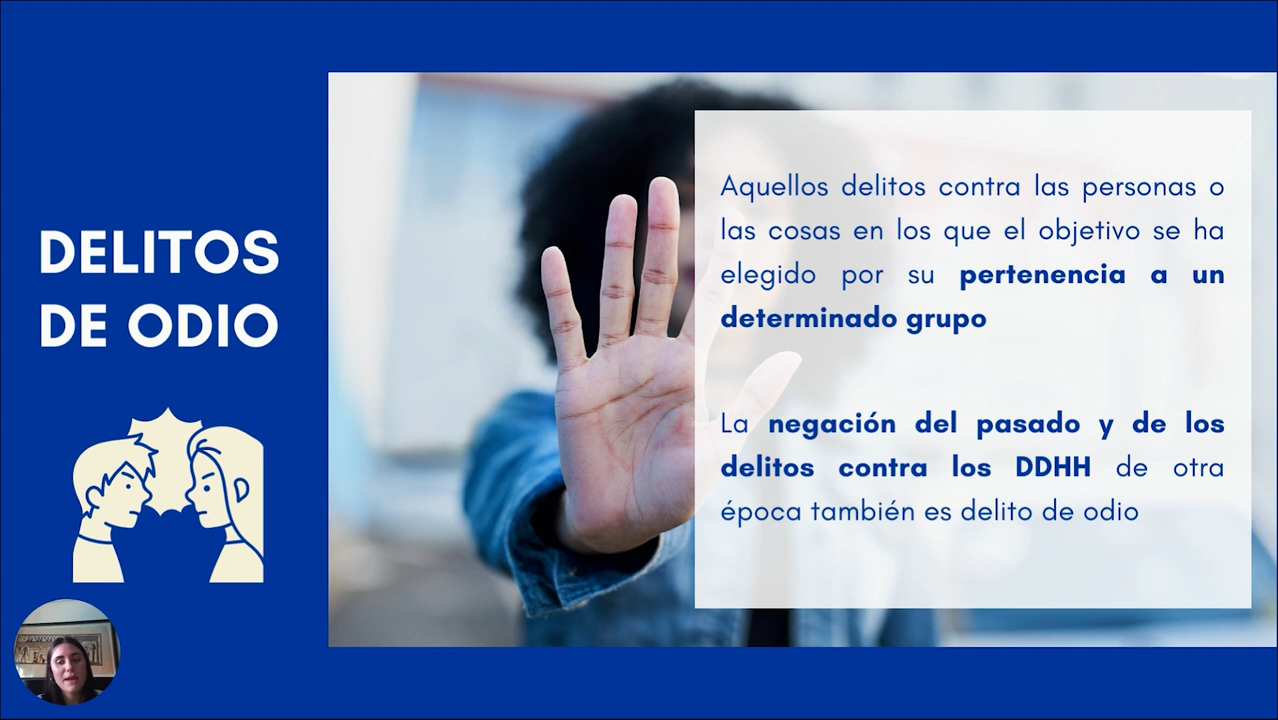 DELITOS
DE ODIO
Aquellos delitos contra las personas o
las cosas en los que el objetivo se ha
elegido por su pertenencia a un
determinado grupo
La negación del pasado y de los
delitos contra los DDHH de otra
época también es delito de odio